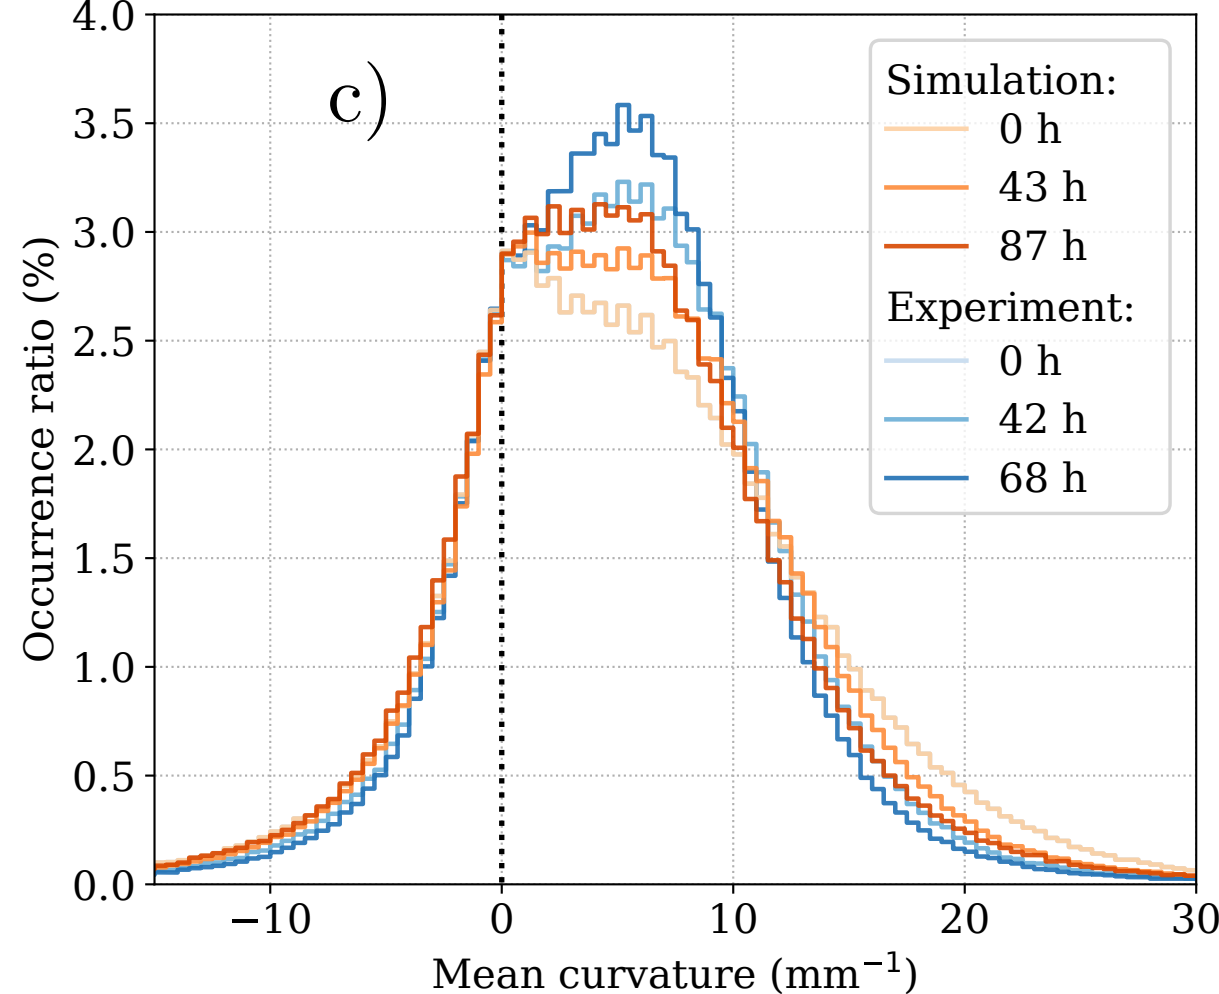 c)
Simulation:
0 h
43 h
87 h
Experiment:
0 h
42 h
68 h
4.0
3.5
3.0
2.5
2.0
1.5
1.0
0.5
0.0
Occurrence ratio (%)
−10
0
10
20
30
Mean curvature (mm⁻¹)